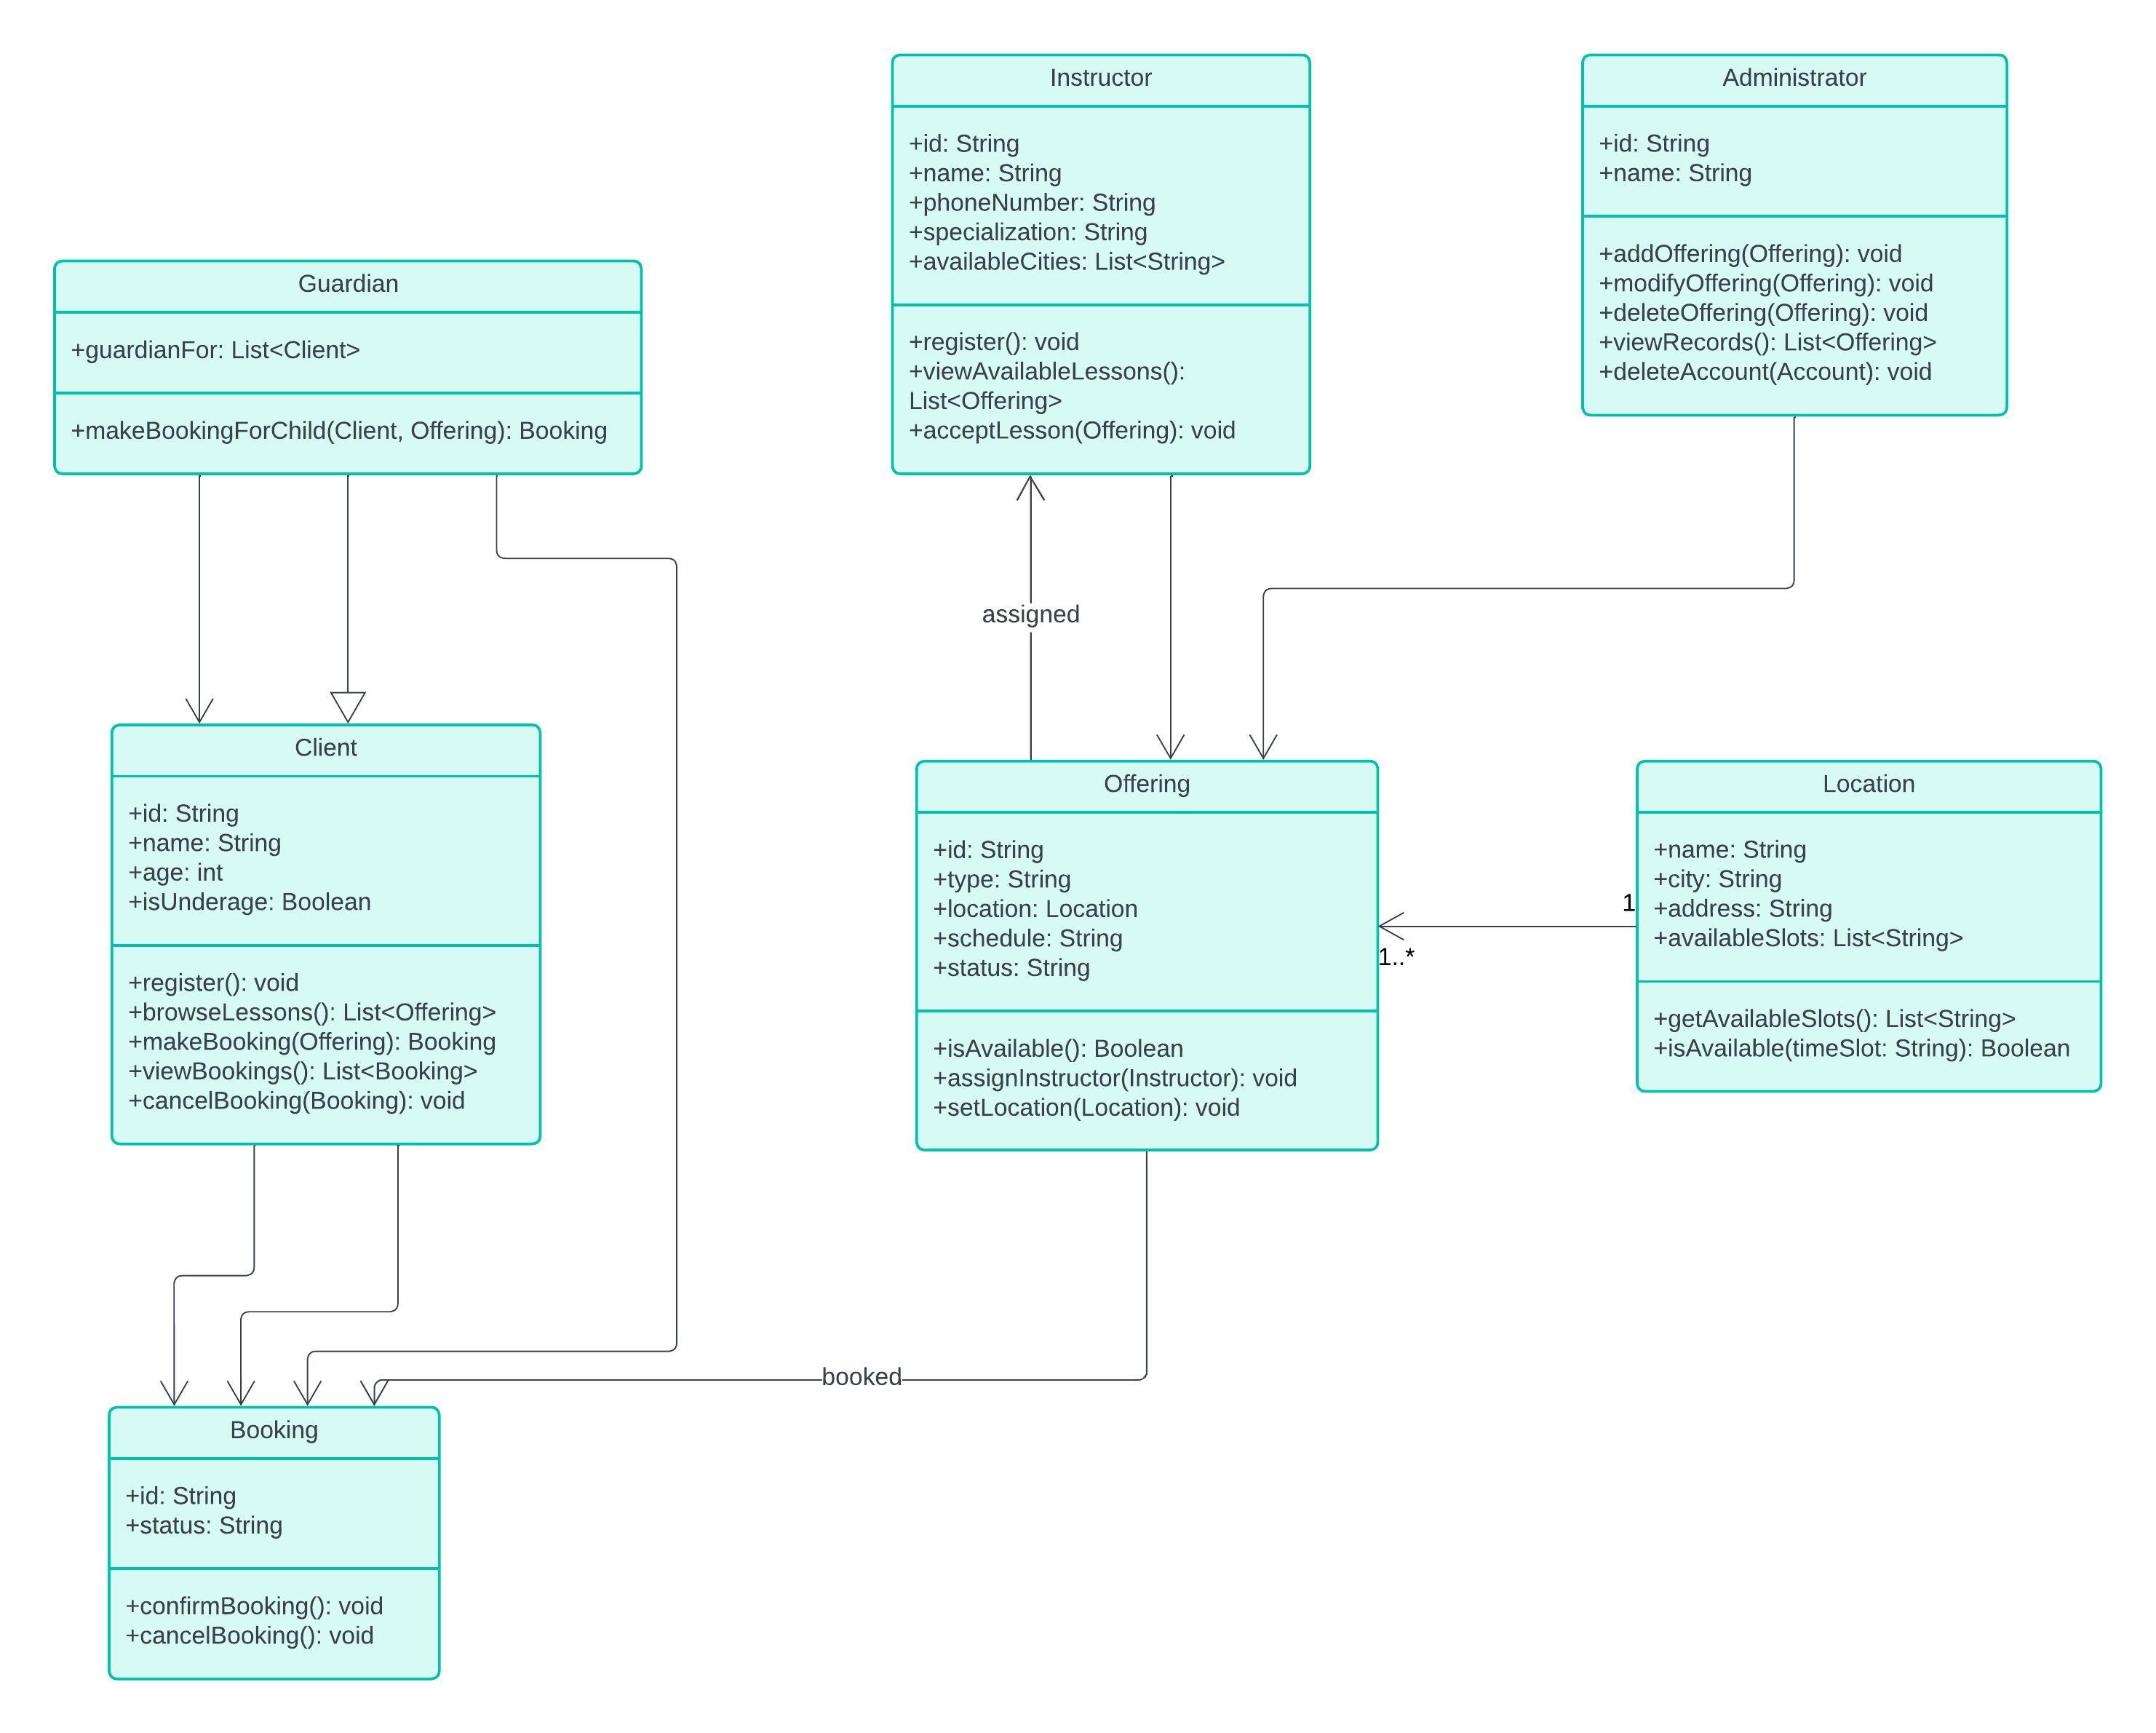 Instructor
+id: String
+name: String
+phoneNumber: String
+specialization: String
+availableCities: List<String>
+register(): void
+viewAvailableLessons():
List<Offering>
+acceptLesson(Offering): void
Administrator
+id: String
+name: String
+addOffering(Offering): void
+modifyOffering(Offering): void
+deleteOffering(Offering): void
+viewRecords(): List<Offering>
+deleteAccount(Account): void
Guardian
+guardianFor: List<Client>
+makeBookingForChild(Client, Offering): Booking
assigned
Client
+id: String
+name: String
+age: int
+isUnderage: Boolean
+register(): void
+browseLessons(): List<Offering>
+makeBooking(Offering): Booking
+viewBookings(): List<Booking>
+cancelBooking(Booking): void
Offering
+id: String
+type: String
+location: Location
+schedule: String
+status: String
+isAvailable(): Boolean
+assignInstructor(Instructor): void
+setLocation(Location): void
1
1..*
Location
+name: String
+city: String
+address: String
+availableSlots: List<String>
+getAvailableSlots(): List<String>
+isAvailable(timeSlot: String): Boolean
booked
Booking
+id: String
+status: String
+confirmBooking(): void
+cancelBooking(): void